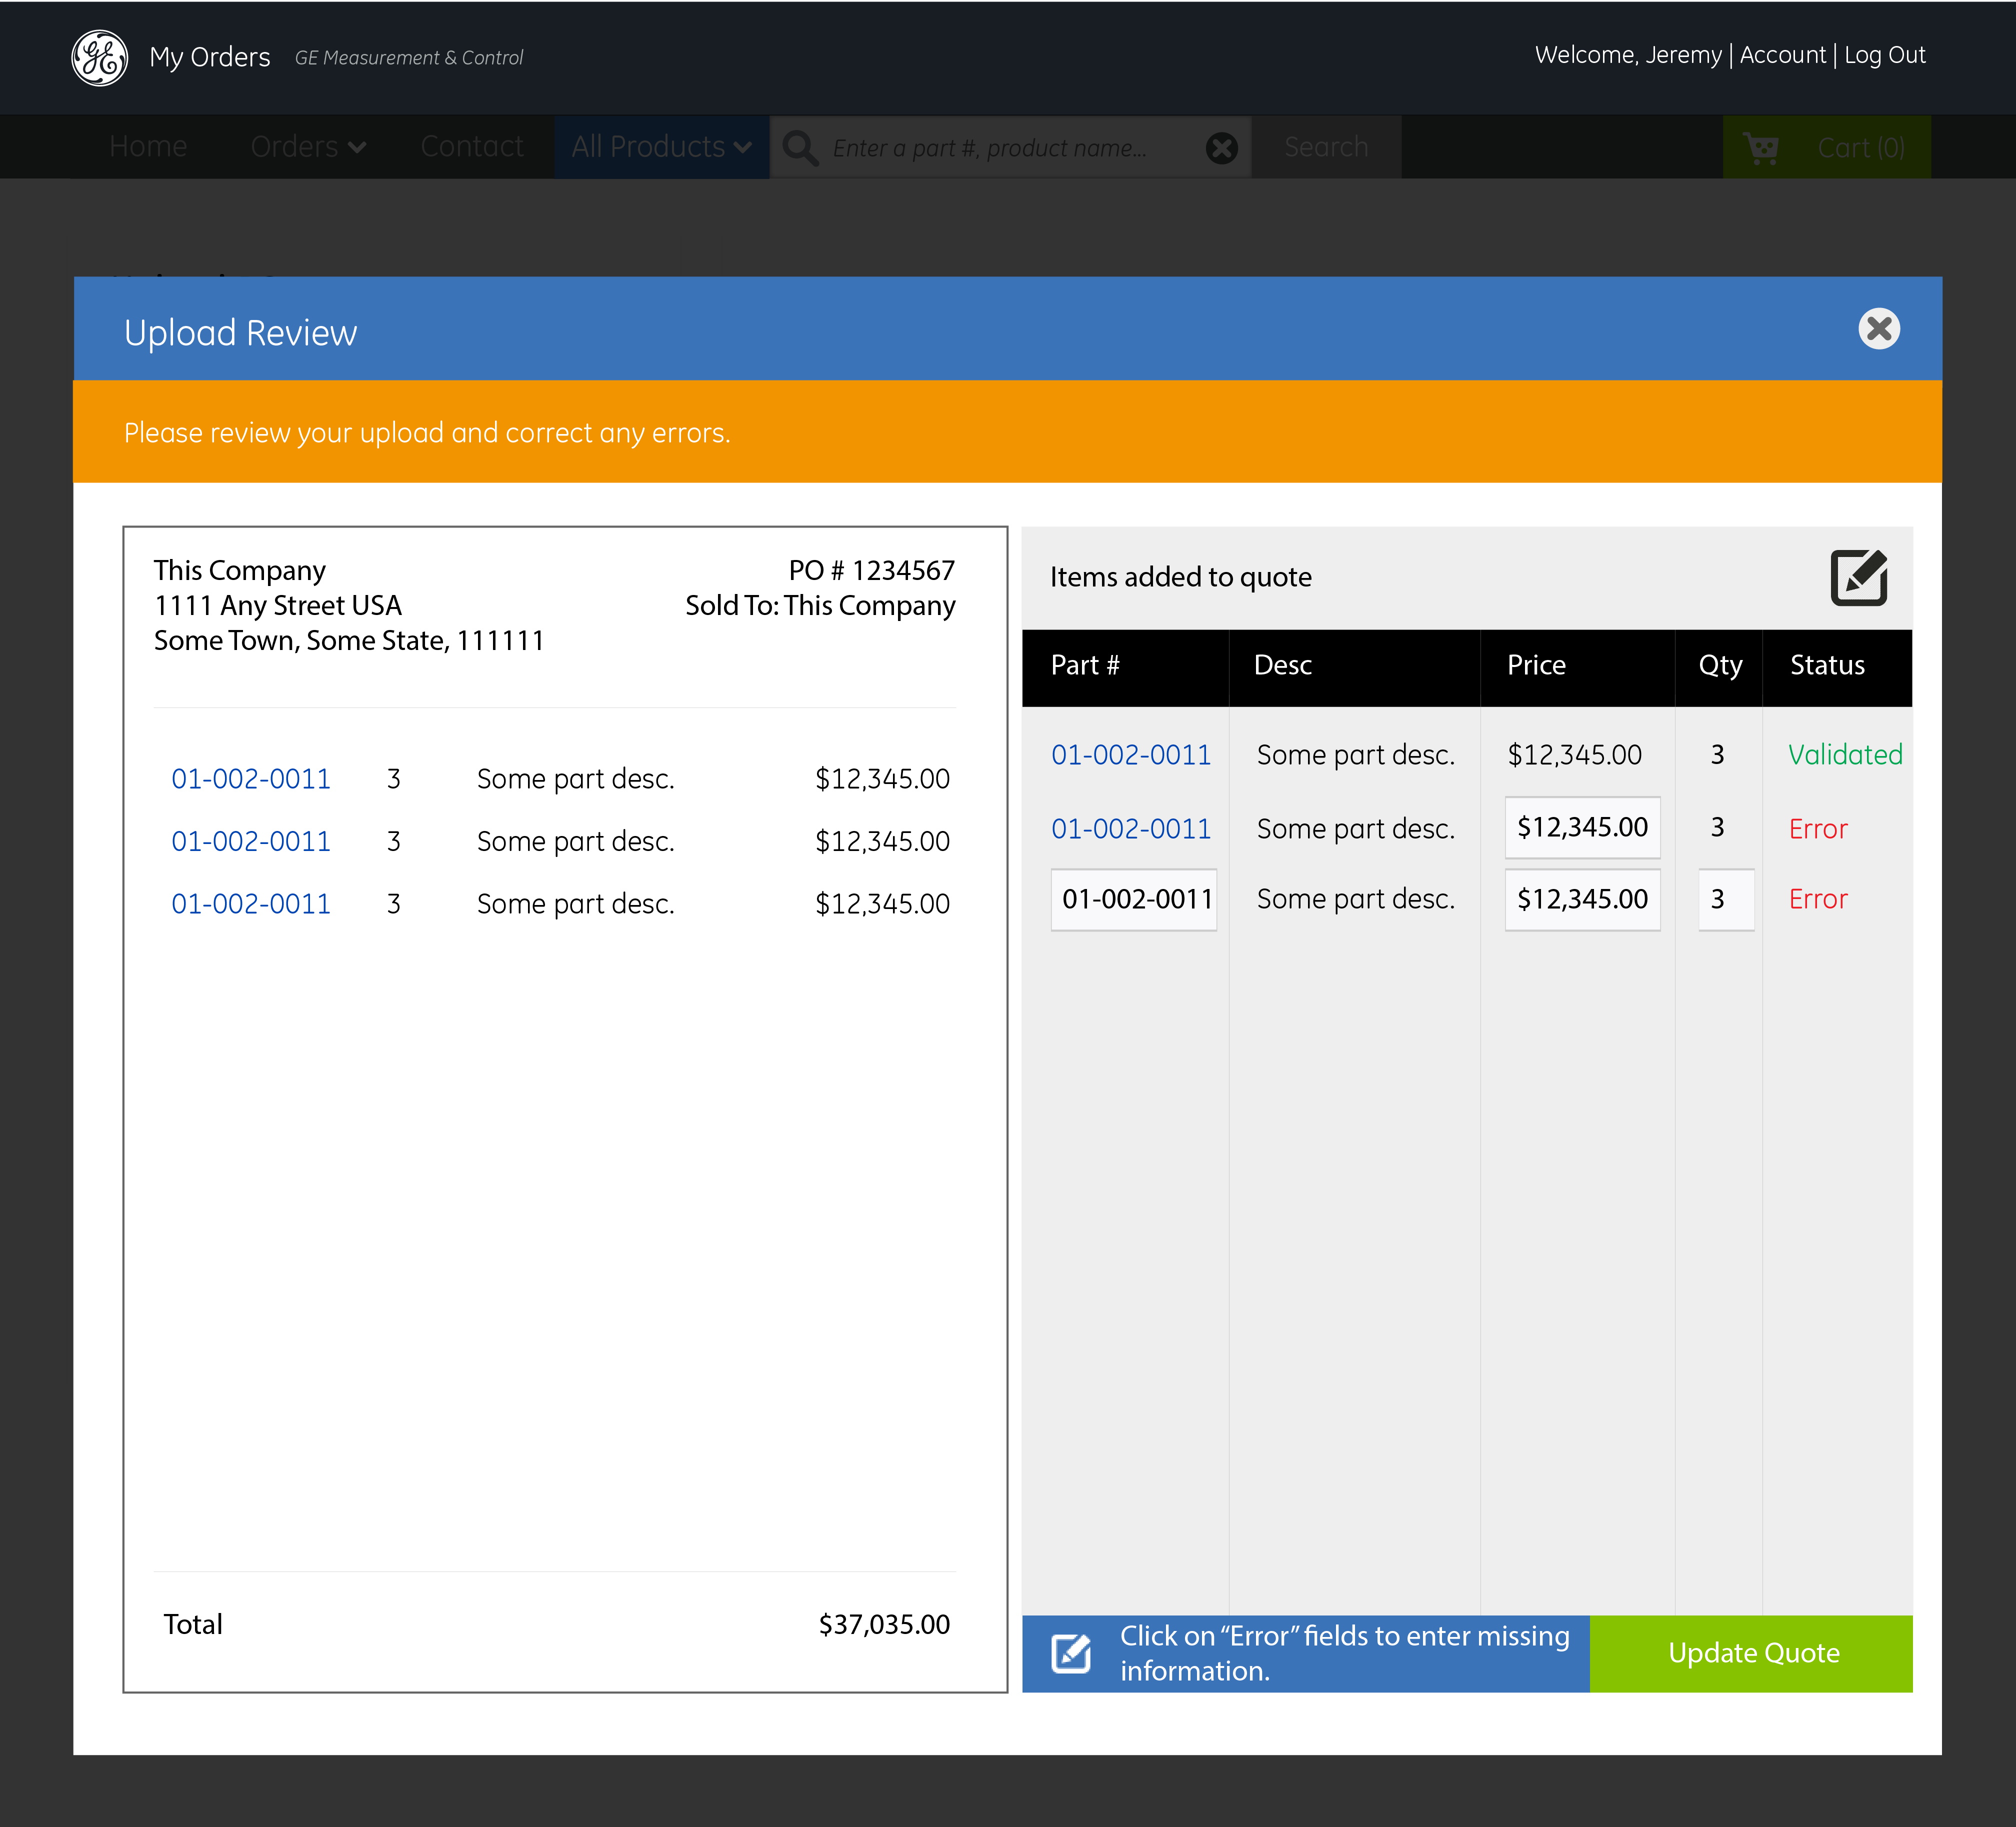 GE My Orders GE Measurement & Control Welcome, Jeremy | Account | Log Out
Home Orders Contact All Products Enter a part #, product name... Search Cart (0)
Upload Review
Please review your upload and correct any errors.
This Company PO # 1234567
1111 Any Street USA Sold To: This Company
Some Town, Some State, 111111
01-002-0011 3 Some part desc. $12,345.00
01-002-0011 3 Some part desc. $12,345.00
01-002-0011 3 Some part desc. $12,345.00
Total $37,035.00
Items added to quote
Part # Desc Price Qty Status
01-002-0011 Some part desc. $12,345.00 3 Validated
01-002-0011 Some part desc. $12,345.00 3 Error
01-002-0011 Some part desc. $12,345.00 3 Error
Click on “Error” fields to enter missing
information.
Update Quote